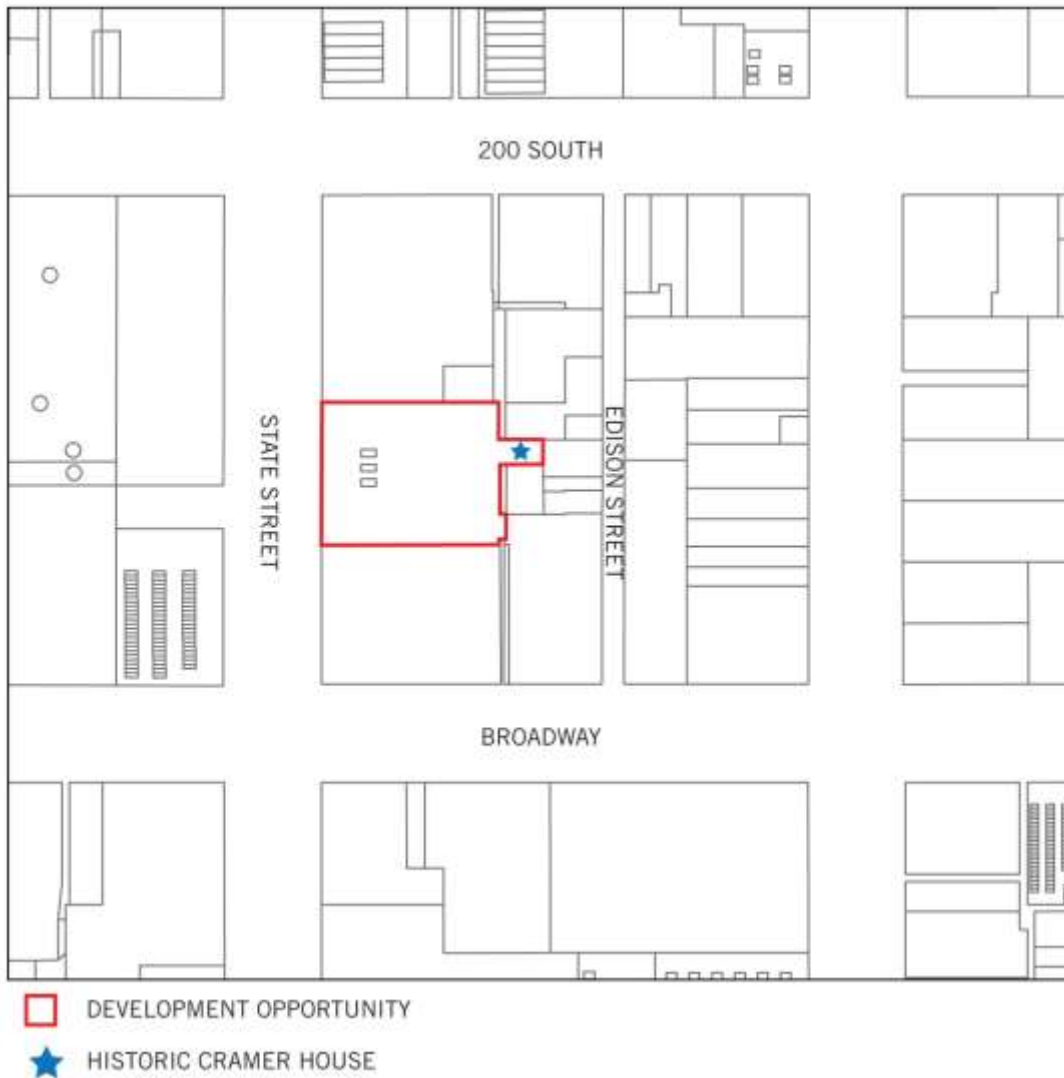 200 SOUTH
STATE STREET
EDISON STREET
BROADWAY
DEVELOPMENT OPPORTUNITY
HISTORIC CRAMER HOUSE